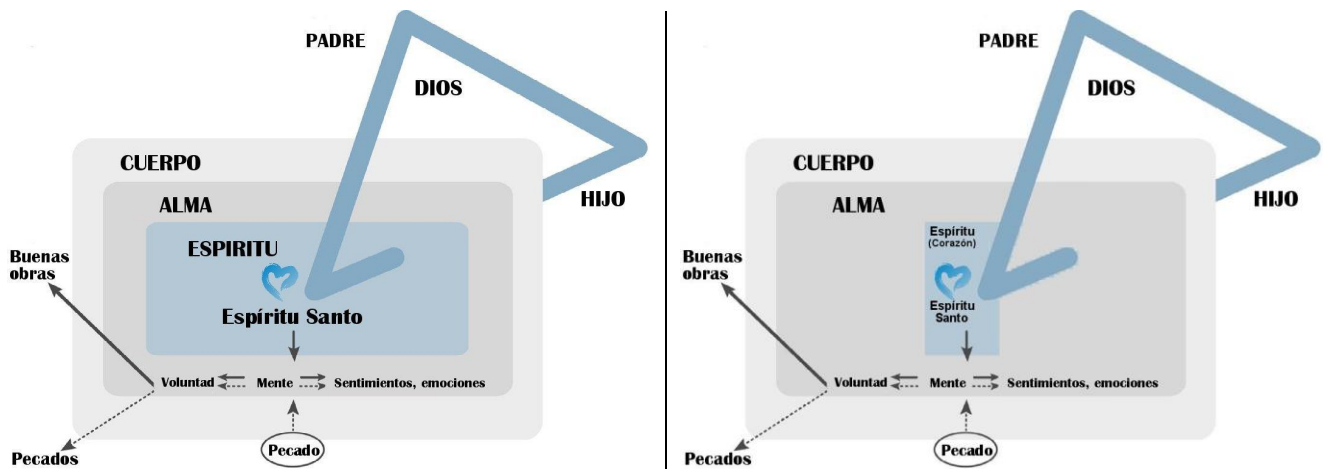 PADRE
DIOS
CUERPO
HIJO
ALMA
ESPIRITU
Buenas
obras
Espíritu Santo
Voluntad
Mente
Sentimientos, emociones
Pecado
Pecados
PADRE
DIOS
CUERPO
HIJO
ALMA
Espíritu
(Corazón)
Buenas
obras
Espíritu
Santo
Voluntad
Mente
Sentimientos, emociones
Pecado
Pecados